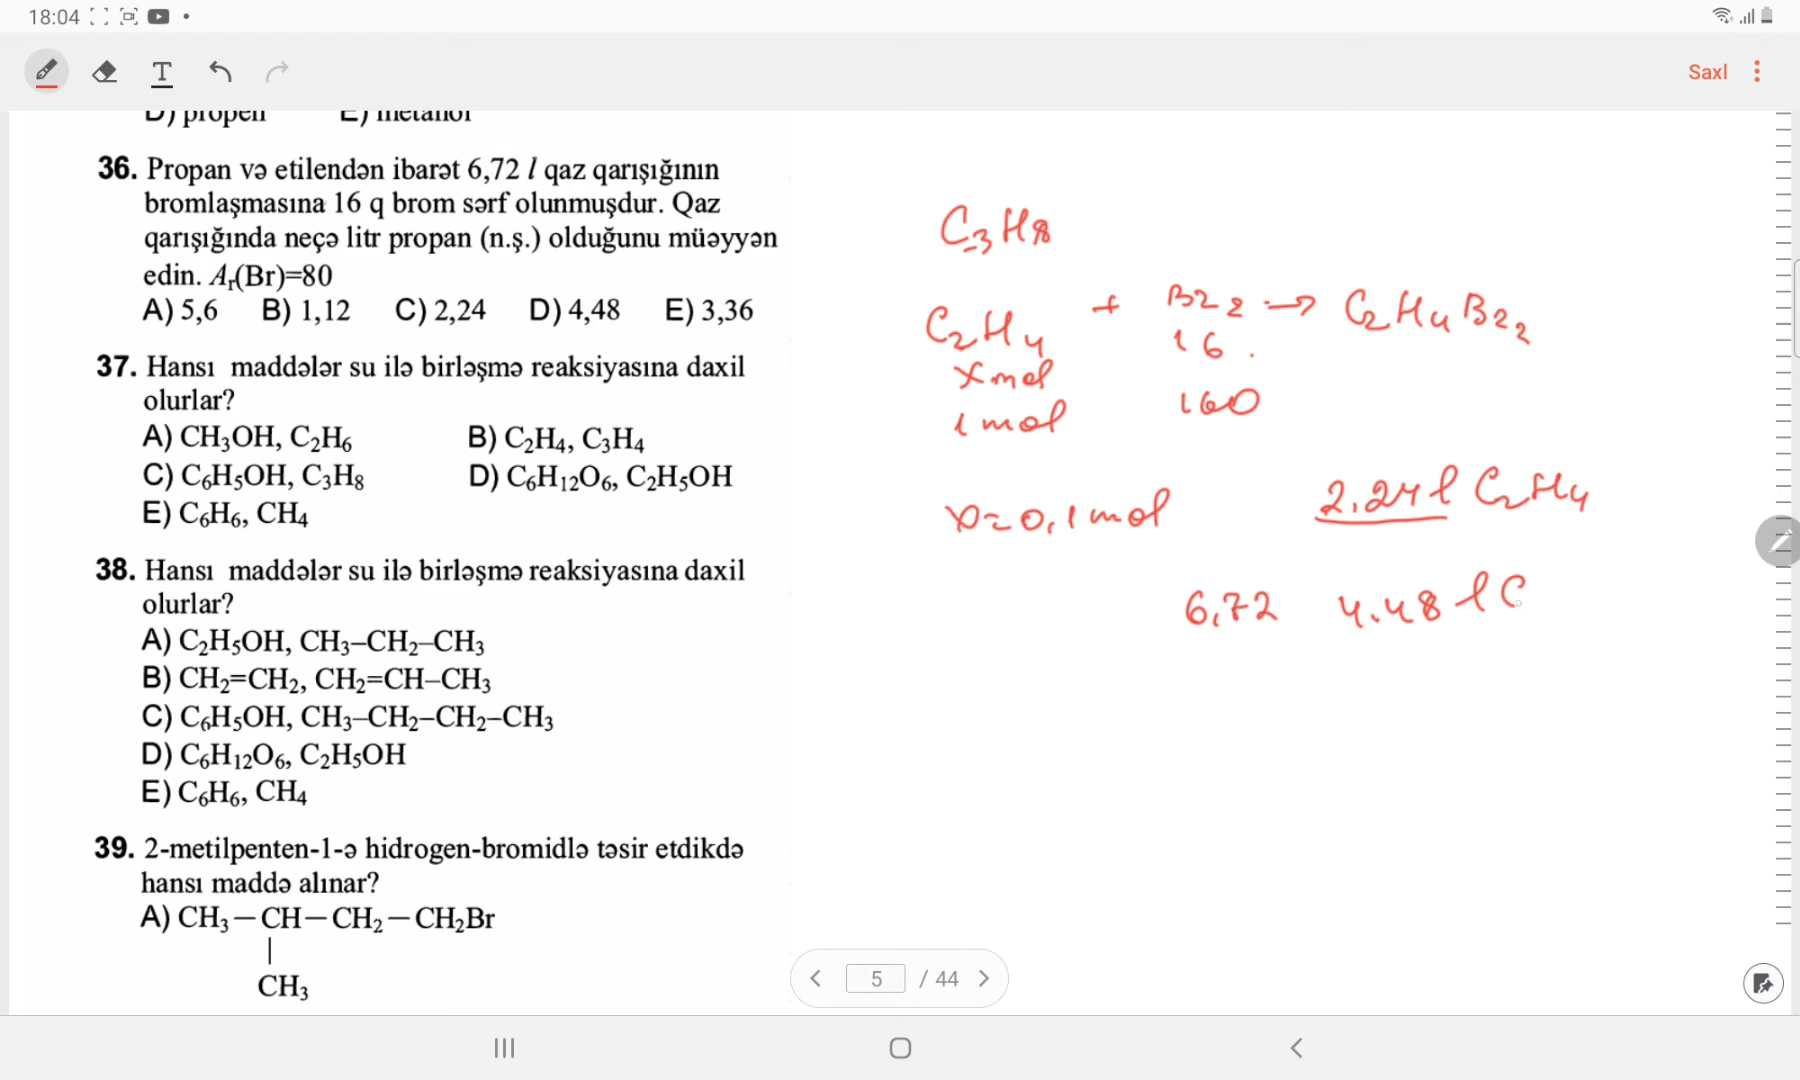 18:04
Saxl
D) propen E) metanol
36. Propan və etilendən ibarət 6,72 l qaz qarışığının
bromlaşmasına 16 q brom sərf olunmuşdur. Qaz
qarışığında neçə litr propan (n.ş.) olduğunu müəyyən
edin. Aᵣ(Br)=80
A) 5,6 B) 1,12 C) 2,24 D) 4,48 E) 3,36
37. Hansı maddələr su ilə birləşmə reaksiyasına daxil
olurlar?
A) CH₃OH, C₂H₆ B) C₂H₄, C₃H₄
C) C₆H₅OH, C₃H₈ D) C₆H₁₂O₆, C₂H₅OH
E) C₆H₆, CH₄
38. Hansı maddələr su ilə birləşmə reaksiyasına daxil
olurlar?
A) C₂H₅OH, CH₃–CH₂–CH₃
B) CH₂=CH₂, CH₂=CH–CH₃
C) C₆H₅OH, CH₃–CH₂–CH₂–CH₃
D) C₆H₁₂O₆, C₂H₅OH
E) C₆H₆, CH₄
39. 2-metilpenten-1-ə hidrogen-bromidlə təsir etdikdə
hansı maddə alınar?
A) CH₃–CH–CH₂–CH₂Br
|
CH₃
C₃H₈
C₂H₄ + Br₂ → C₂H₄Br₂
x mol 16
1 mol 160
x=0,1 mol 2.24 l C₂H₄
6,72 4.48 l C
5 / 44